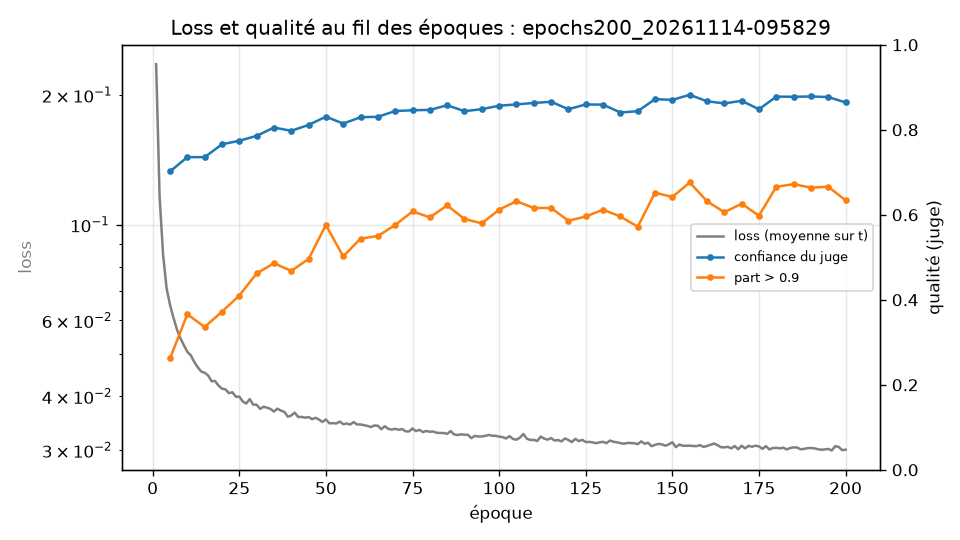 Loss et qualité au fil des époques : epochs200_20261114-095829
loss
2 × 10⁻¹
10⁻¹
6 × 10⁻²
4 × 10⁻²
3 × 10⁻²
1.0
0.8
0.6
0.4
0.2
0.0
qualité (juge)
loss (moyenne sur t)
confiance du juge
part > 0.9
0 25 50 75 100 125 150 175 200
époque